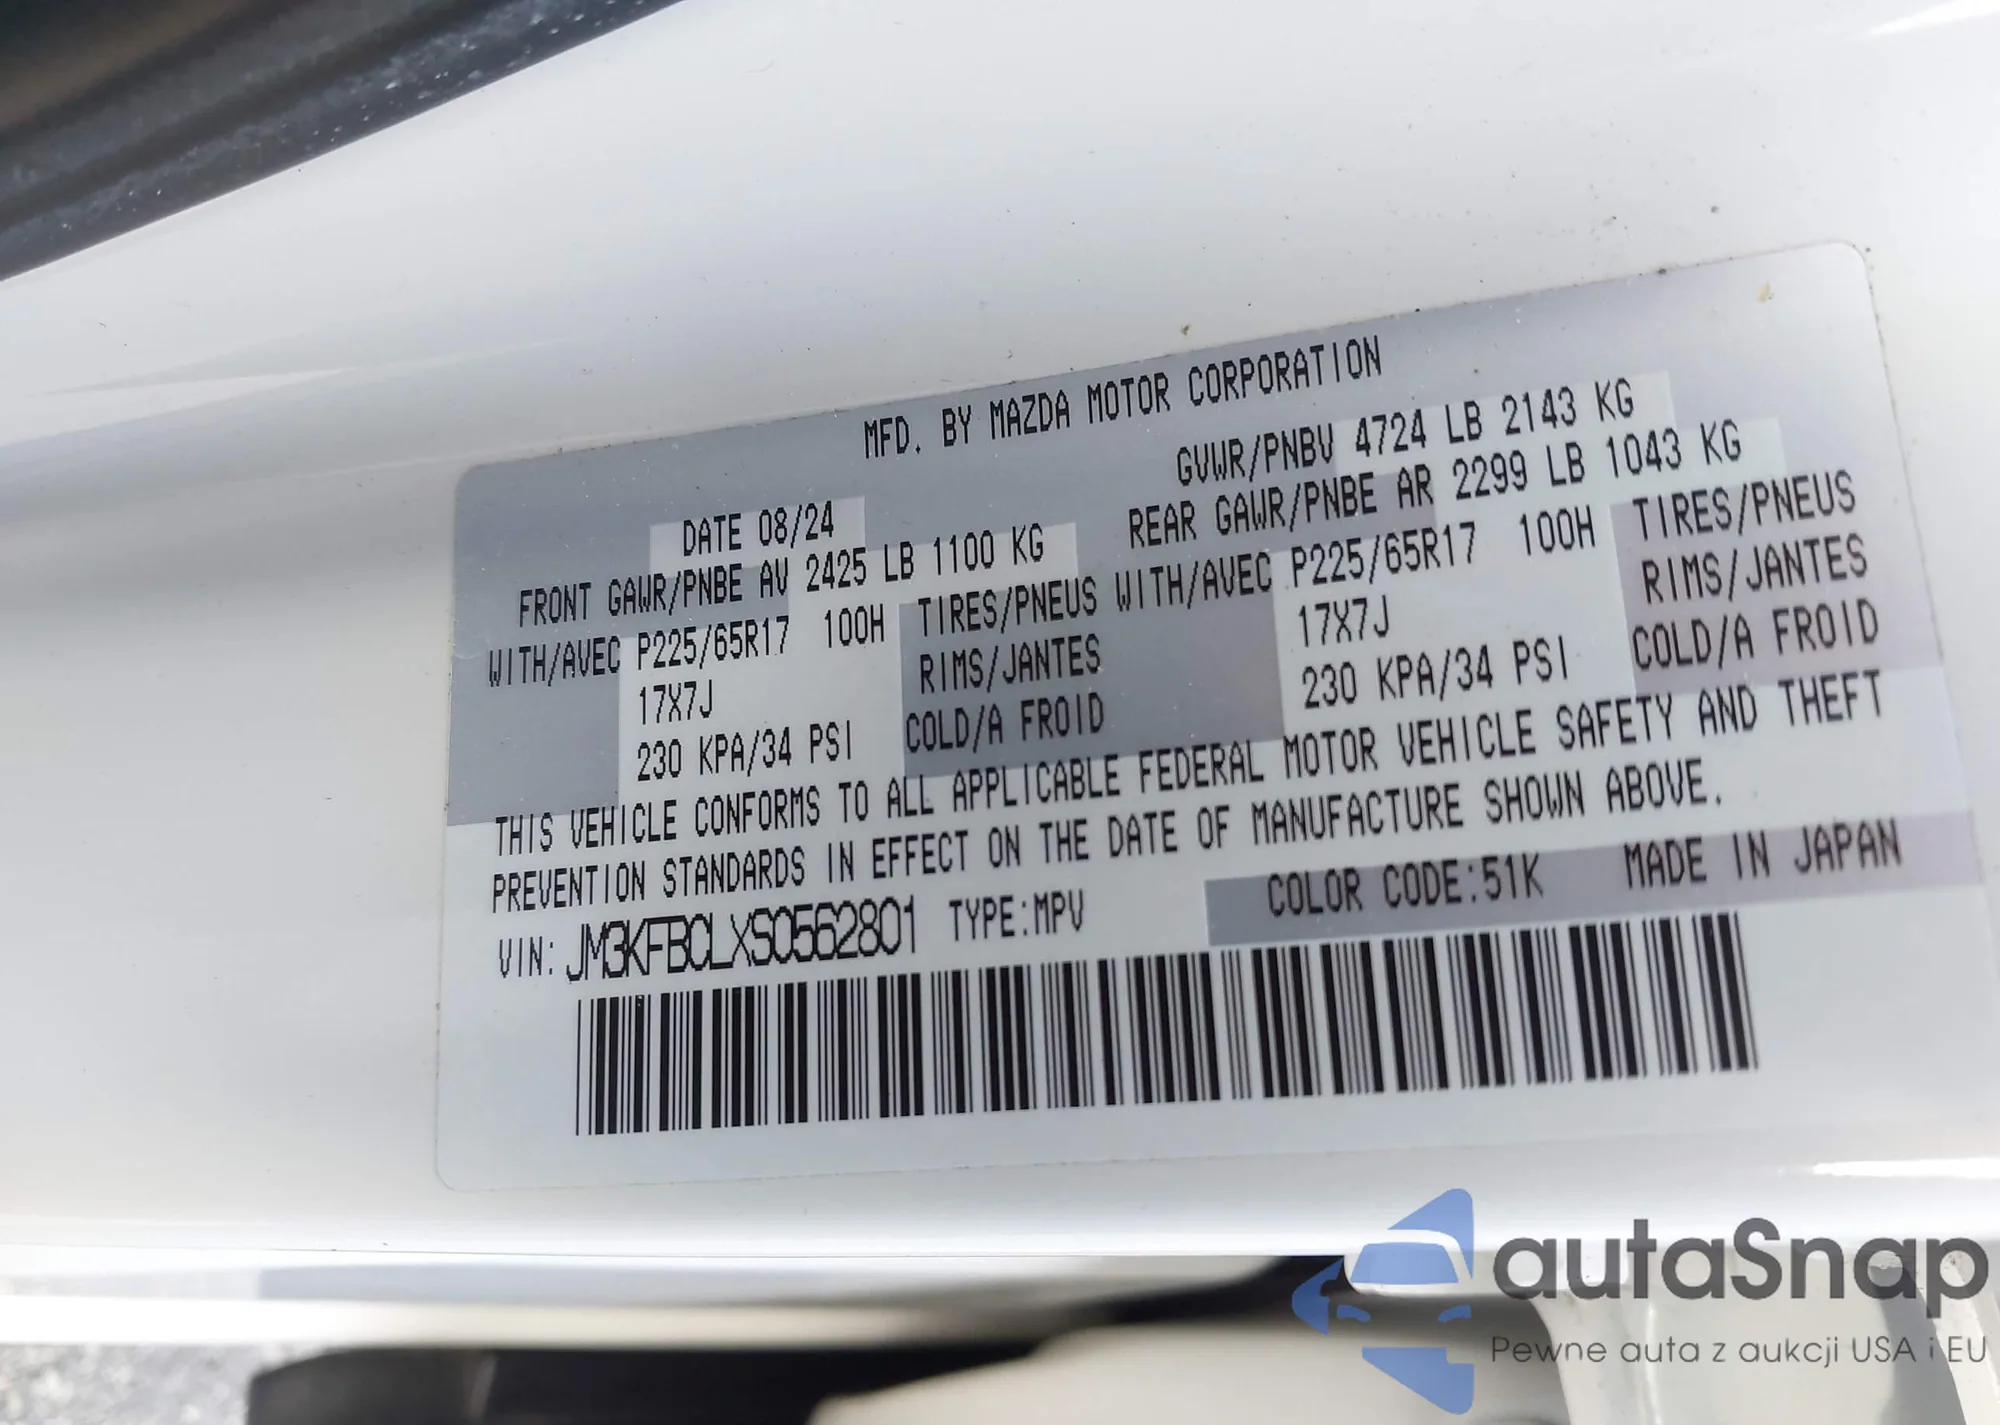 MFD. BY MAZDA MOTOR CORPORATION
DATE 08/24 GVWR/PNBV 4724 LB 2143 KG
FRONT GAWR/PNBE AV 2425 LB 1100 KG REAR GAWR/PNBE AR 2299 LB 1043 KG
WITH/AVEC P225/65R17 100H TIRES/PNEUS WITH/AVEC P225/65R17 100H TIRES/PNEUS
17X7J RIMS/JANTES 17X7J RIMS/JANTES
230 KPA/34 PSI COLD/A FROID 230 KPA/34 PSI COLD/A FROID
THIS VEHICLE CONFORMS TO ALL APPLICABLE FEDERAL MOTOR VEHICLE SAFETY AND THEFT
PREVENTION STANDARDS IN EFFECT ON THE DATE OF MANUFACTURE SHOWN ABOVE.
VIN: JM3KFBCLXS0562801 TYPE:MPV COLOR CODE:51K MADE IN JAPAN
autaSnap
Pewne auta z aukcji USA i EU